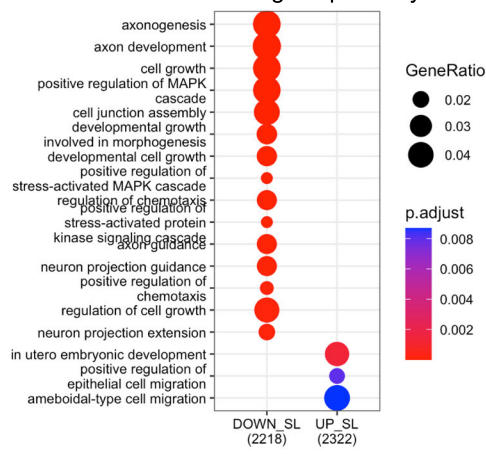 axonogenesis
axon development
cell growth
positive regulation of MAPK
cascade
cell junction assembly
developmental growth
involved in morphogenesis
developmental cell growth
positive regulation of
stress-activated MAPK cascade
regulation of chemotaxis
positive regulation of
stress-activated protein
kinase signaling cascade
axon guidance
neuron projection guidance
positive regulation of
chemotaxis
regulation of cell growth
neuron projection extension
in utero embryonic development
positive regulation of
epithelial cell migration
ameboidal-type cell migration
DOWN_SL
(2218)
UP_SL
(2322)
GeneRatio
0.02
0.03
0.04
p.adjust
0.008
0.006
0.004
0.002